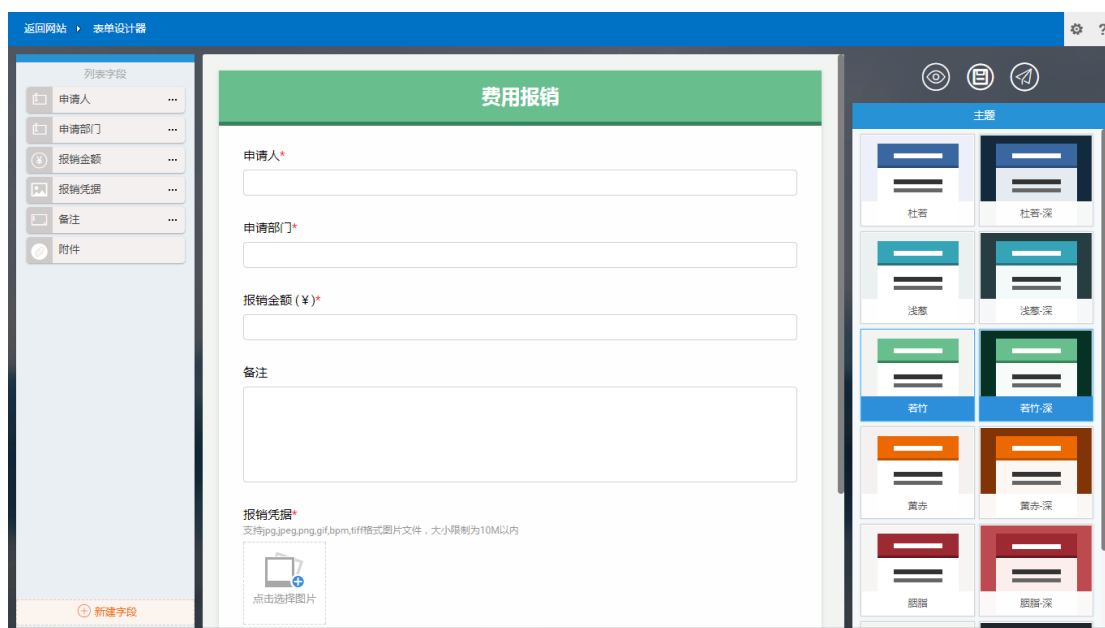 返回网站 表单设计器
?
列表字段
申请人 ...
申请部门 ...
报销金额 ...
报销凭据 ...
备注 ...
附件
新建字段
费用报销
申请人*
申请部门*
报销金额 (¥)*
备注
报销凭据*
支持jpg,jpeg,png,gif,bpm,tiff格式图片文件，大小限制为10M以内
点击选择图片
主题
杜若 杜若-深
浅葱 浅葱-深
若竹 若竹-深
黄赤 黄赤-深
胭脂 胭脂-深